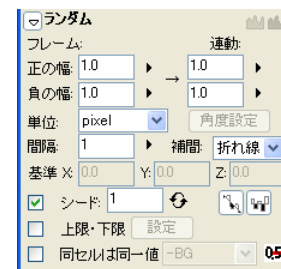 ランダム
フレーム: 連動:
正の幅: 1.0 → 1.0
負の幅: 1.0 1.0
単位: pixel 角度設定
間隔: 1 補間: 折れ線
基準 X: 0.0 Y: 0.0 Z: 0.0
シード: 1
上限・下限 設定
同セルは同一値 -BG 0.5